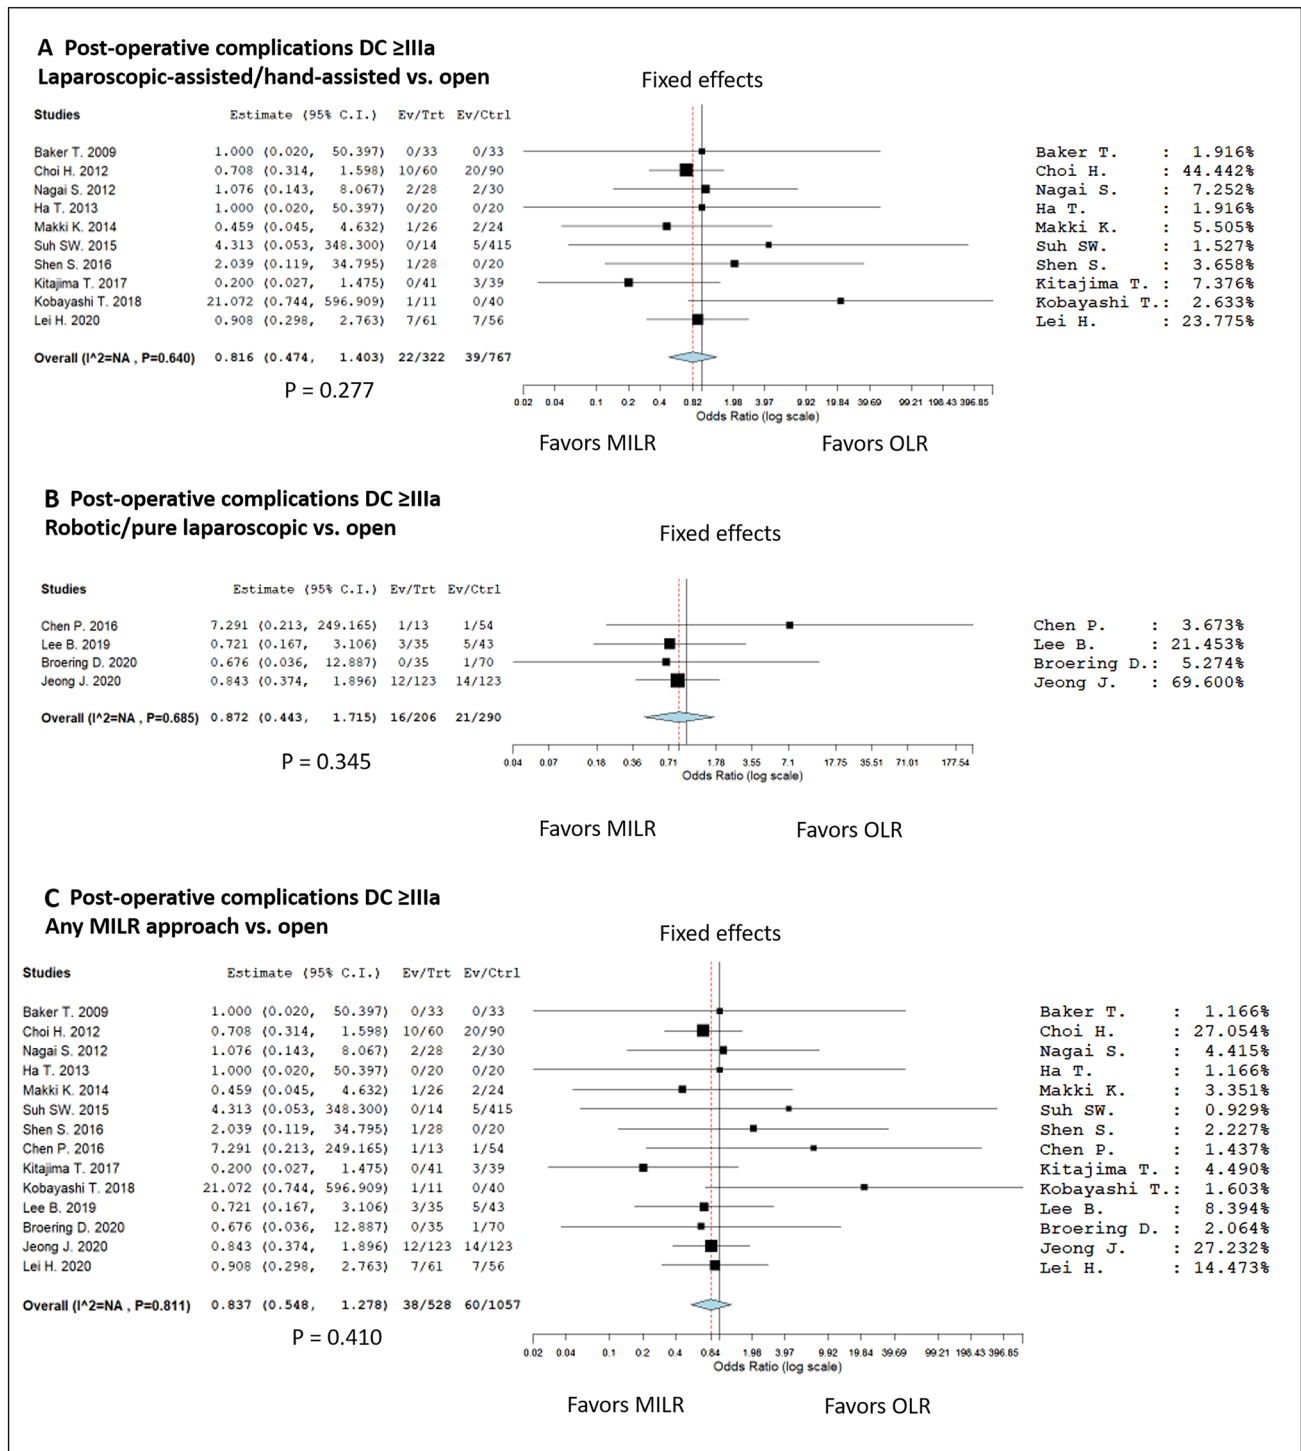 A Post-operative complications DC ≥IIIa
Laparoscopic-assisted/hand-assisted vs. open
Fixed effects
Studies Estimate (95% C.I.) Ev/Trt Ev/Ctrl
Baker T. 2009 1.000 (0.020, 50.397) 0/33 0/33 Baker T. : 1.916%
Choi H. 2012 0.708 (0.314, 1.598) 10/60 20/90 Choi H. : 44.442%
Nagai S. 2012 1.076 (0.143, 8.067) 2/28 2/30 Nagai S. : 7.252%
Ha T. 2013 1.000 (0.020, 50.397) 0/20 0/20 Ha T. : 1.916%
Makki K. 2014 0.459 (0.045, 4.632) 1/26 2/24 Makki K. : 5.505%
Suh SW. 2015 4.313 (0.053, 348.300) 0/14 5/415 Suh SW. : 1.527%
Shen S. 2016 2.039 (0.119, 34.795) 1/28 0/20 Shen S. : 3.658%
Kitajima T. 2017 0.200 (0.027, 1.475) 0/41 3/39 Kitajima T. : 7.376%
Kobayashi T. 2018 21.072 (0.744, 596.909) 1/11 0/40 Kobayashi T.: 2.633%
Lei H. 2020 0.908 (0.298, 2.763) 7/61 7/56 Lei H. : 23.775%
Overall (I^2=NA , P=0.640) 0.816 (0.474, 1.403) 22/322 39/767
P = 0.277
0.02 0.04 0.1 0.2 0.4 0.82 1.98 3.97 9.92 19.84 39.69 99.21 198.43 396.85
Odds Ratio (log scale)
Favors MILR Favors OLR
B Post-operative complications DC ≥IIIa
Robotic/pure laparoscopic vs. open
Fixed effects
Studies Estimate (95% C.I.) Ev/Trt Ev/Ctrl
Chen P. 2016 7.291 (0.213, 249.165) 1/13 1/54 Chen P. : 3.673%
Lee B. 2019 0.721 (0.167, 3.106) 3/35 5/43 Lee B. : 21.453%
Broering D. 2020 0.676 (0.036, 12.887) 0/35 1/70 Broering D.: 5.274%
Jeong J. 2020 0.843 (0.374, 1.896) 12/123 14/123 Jeong J. : 69.600%
Overall (I^2=NA , P=0.685) 0.872 (0.443, 1.715) 16/206 21/290
P = 0.345
0.04 0.07 0.18 0.36 0.71 1.78 3.55 7.1 17.75 35.51 71.01 177.54
Odds Ratio (log scale)
Favors MILR Favors OLR
C Post-operative complications DC ≥IIIa
Any MILR approach vs. open
Fixed effects
Studies Estimate (95% C.I.) Ev/Trt Ev/Ctrl
Baker T. 2009 1.000 (0.020, 50.397) 0/33 0/33 Baker T. : 1.166%
Choi H. 2012 0.708 (0.314, 1.598) 10/60 20/90 Choi H. : 27.054%
Nagai S. 2012 1.076 (0.143, 8.067) 2/28 2/30 Nagai S. : 4.415%
Ha T. 2013 1.000 (0.020, 50.397) 0/20 0/20 Ha T. : 1.166%
Makki K. 2014 0.459 (0.045, 4.632) 1/26 2/24 Makki K. : 3.351%
Suh SW. 2015 4.313 (0.053, 348.300) 0/14 5/415 Suh SW. : 0.929%
Shen S. 2016 2.039 (0.119, 34.795) 1/28 0/20 Shen S. : 2.227%
Chen P. 2016 7.291 (0.213, 249.165) 1/13 1/54 Chen P. : 1.437%
Kitajima T. 2017 0.200 (0.027, 1.475) 0/41 3/39 Kitajima T. : 4.490%
Kobayashi T. 2018 21.072 (0.744, 596.909) 1/11 0/40 Kobayashi T.: 1.603%
Lee B. 2019 0.721 (0.167, 3.106) 3/35 5/43 Lee B. : 8.394%
Broering D. 2020 0.676 (0.036, 12.887) 0/35 1/70 Broering D. : 2.064%
Jeong J. 2020 0.843 (0.374, 1.896) 12/123 14/123 Jeong J. : 27.232%
Lei H. 2020 0.908 (0.298, 2.763) 7/61 7/56 Lei H. : 14.473%
Overall (I^2=NA , P=0.811) 0.837 (0.548, 1.278) 38/528 60/1057
P = 0.410
0.02 0.04 0.1 0.2 0.4 0.84 1.98 3.97 9.92 19.84 39.69 99.21 198.43 396.85
Odds Ratio (log scale)
Favors MILR Favors OLR